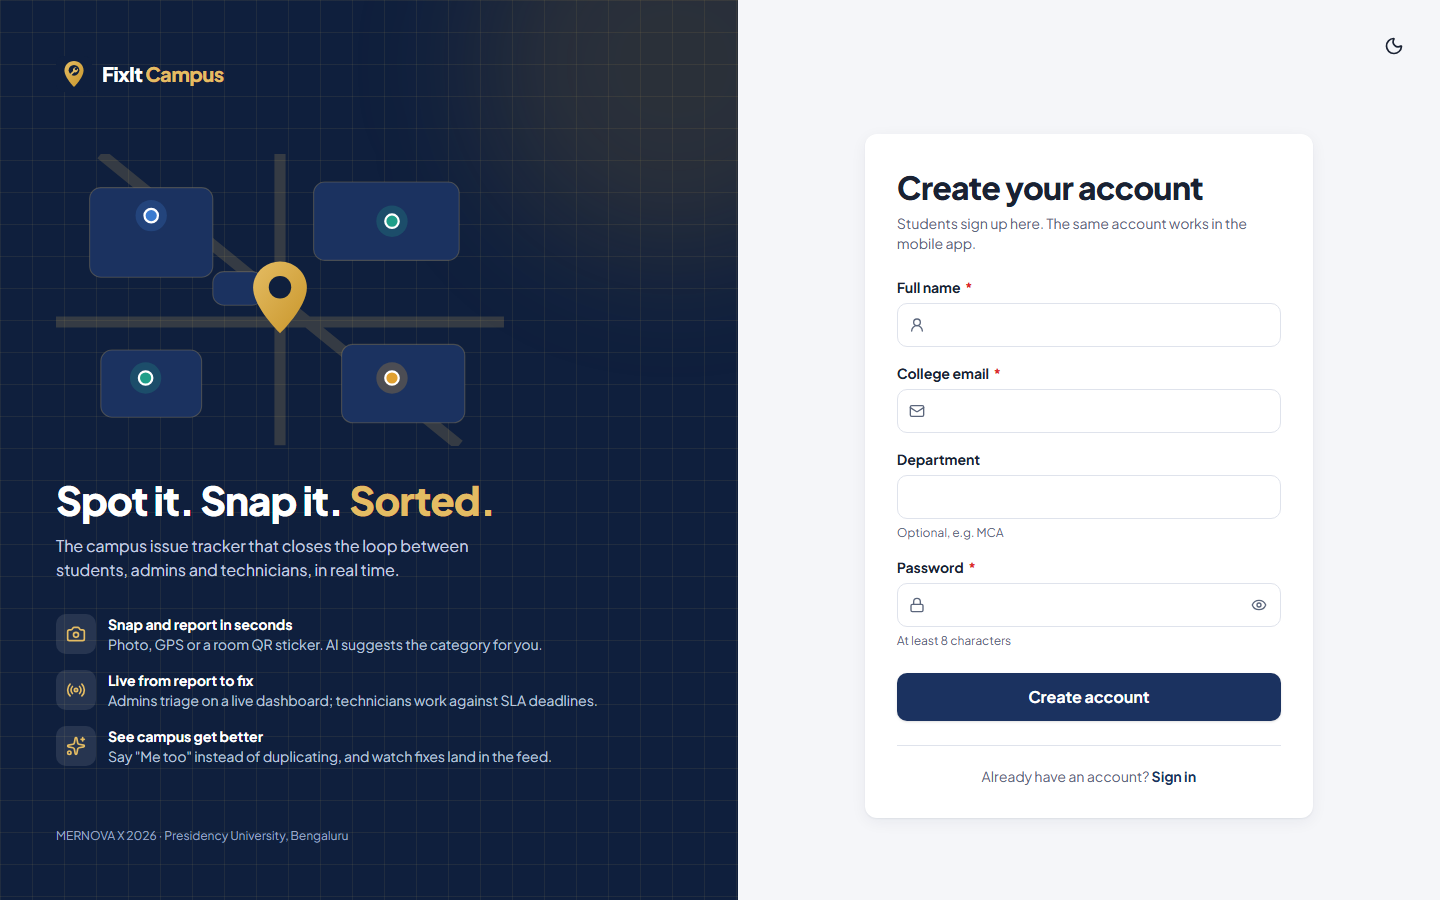 FixIt Campus
Spot it. Snap it. Sorted.
The campus issue tracker that closes the loop between
students, admins and technicians, in real time.
Snap and report in seconds
Photo, GPS or a room QR sticker. AI suggests the category for you.
Live from report to fix
Admins triage on a live dashboard; technicians work against SLA deadlines.
See campus get better
Say "Me too" instead of duplicating, and watch fixes land in the feed.
MERNOVA X 2026 · Presidency University, Bengaluru
Create your account
Students sign up here. The same account works in the
mobile app.
Full name *
College email *
Department
Optional, e.g. MCA
Password *
At least 8 characters
Create account
Already have an account? Sign in